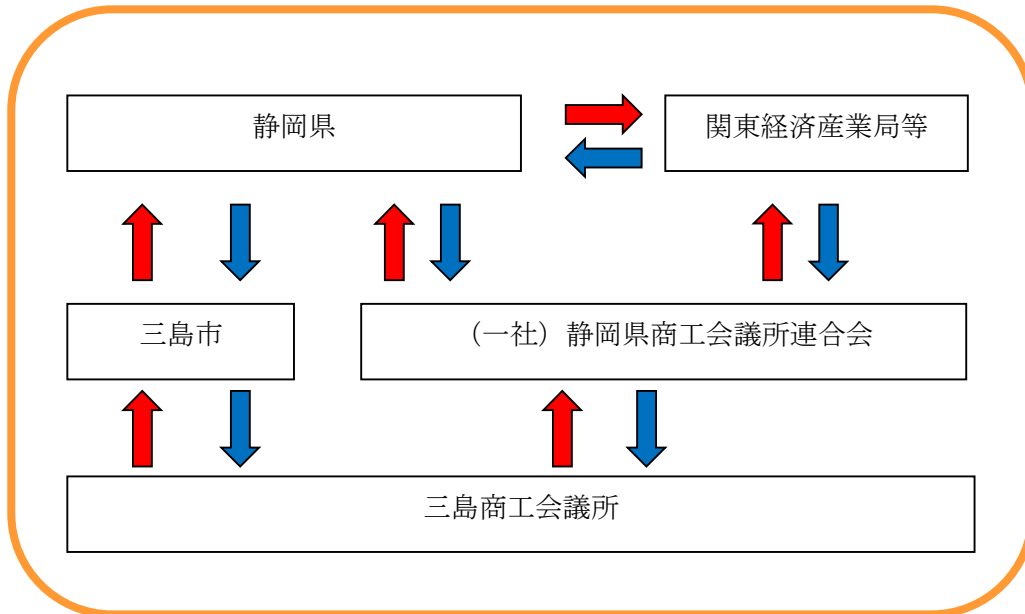 静岡県
関東経済産業局等
三島市
（一社）静岡県商工会議所連合会
三島商工会議所